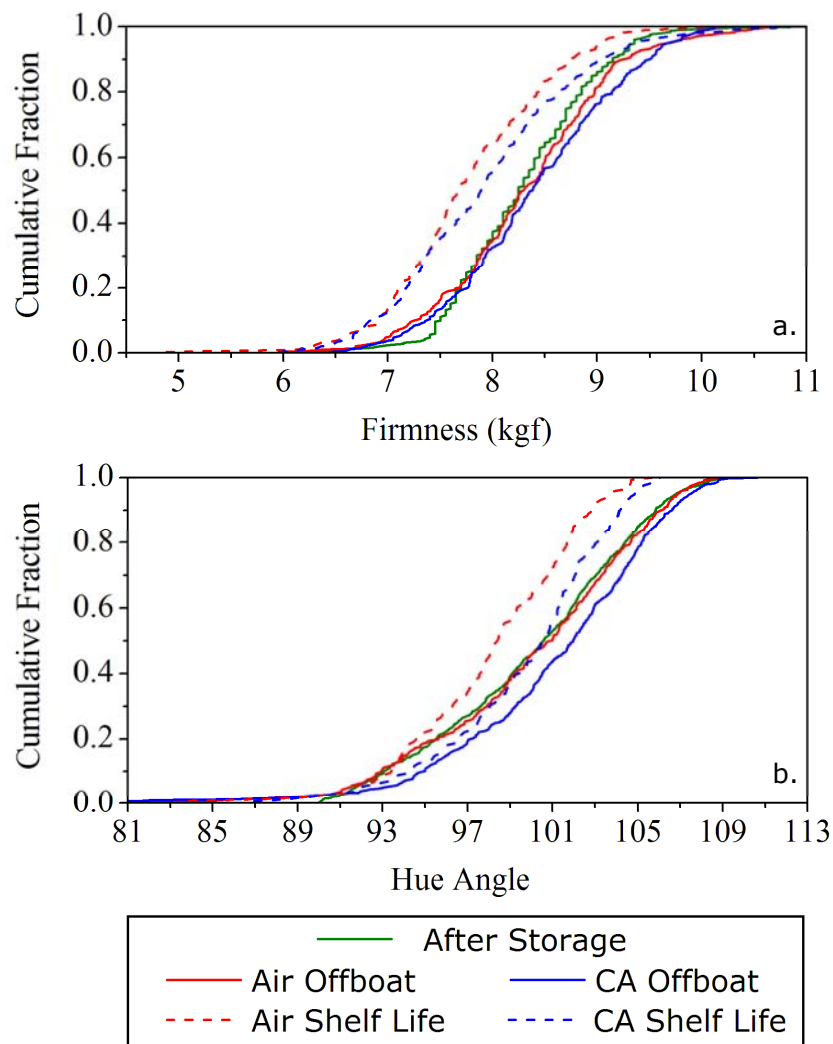 Cumulative Fraction
1.0
0.8
0.6
0.4
0.2
0.0
a.
5 6 7 8 9 10 11
Firmness (kgf)
Cumulative Fraction
1.0
0.8
0.6
0.4
0.2
0.0
b.
81 85 89 93 97 101 105 109 113
Hue Angle
After Storage
Air Offboat CA Offboat
Air Shelf Life CA Shelf Life